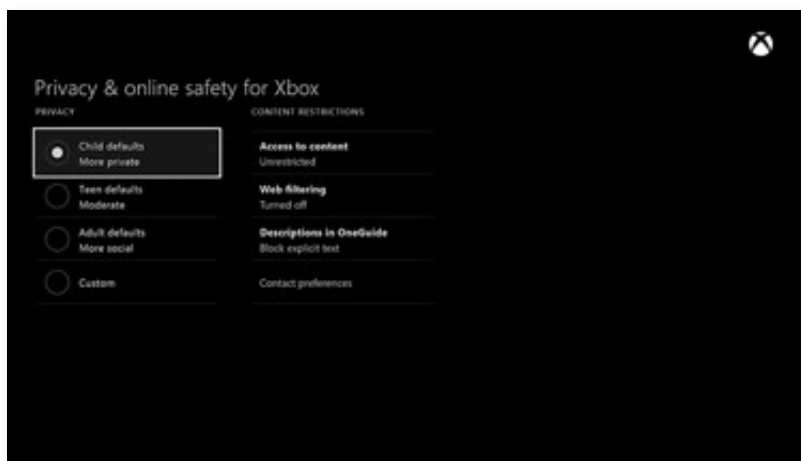 Privacy & online safety for Xbox
PRIVACY
Child defaults
More private
Teen defaults
Moderate
Adult defaults
More social
Custom
CONTENT RESTRICTIONS
Access to content
Unrestricted
Web filtering
Turned off
Descriptions in OneGuide
Block explicit text
Contact preferences